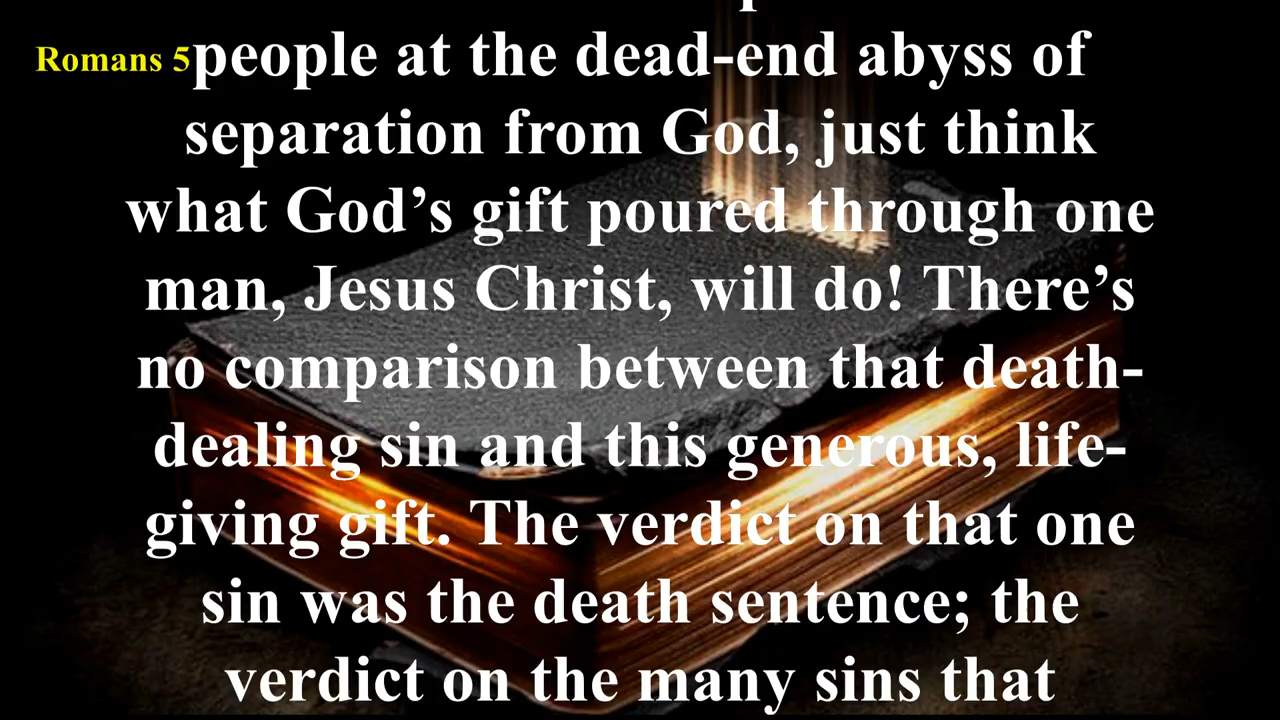 Romans 5
people at the dead-end abyss of
separation from God, just think
what God’s gift poured through one
man, Jesus Christ, will do! There’s
no comparison between that death-
dealing sin and this generous, life-
giving gift. The verdict on that one
sin was the death sentence; the
verdict on the many sins that